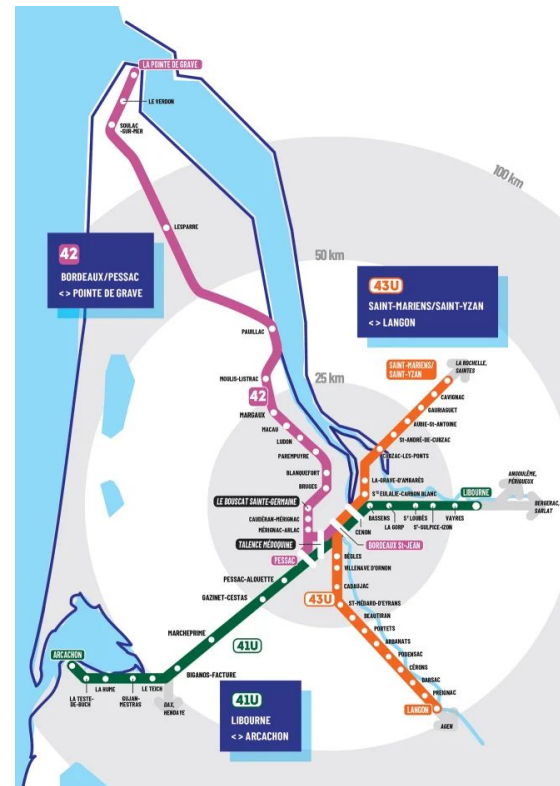 LA POINTE DE GRAVE
LE VERDON
SOULAC
-SUR-MER
100 km
LESPARRE
42
BORDEAUX/PESSAC
<> POINTE DE GRAVE
50 km
43U
SAINT-MARIENS/SAINT-YZAN
<> LANGON
PAUILLAC
LA ROCHELLE,
SAINTES
SAINT-MARIENS/
SAINT-YZAN
25 km
MOULIS-LISTRAC
42
CAVIGNAC
MARGAUX
GAURIAGUET
MACAU
AUBIE-ST-ANTOINE
LUDON
ST-ANDRÉ-DE-CUBZAC
PAREMPUYRE
CUBZAC-LES-PONTS
ANGOULÊME,
PÉRIGUEUX
BLANQUEFORT
LA-GRAVE-D'AMBARÈS
BRUGES
STE EULALIE-CARBON BLANC
LIBOURNE
LE BOUSCAT SAINTE-GERMAINE
BERGERAC,
SARLAT
CAUDÉRAN-MÉRIGNAC
BASSENS
ST LOUBÈS
VAYRES
MÉRIGNAC-ARLAC
CENON
LA GORP
ST-SULPICE-IZON
TALENCE MÉDOQUINE
BORDEAUX ST-JEAN
PESSAC
BÈGLES
VILLENAVE D'ORNON
PESSAC-ALOUETTE
CADAUJAC
GAZINET-CESTAS
43U
ST-MÉDARD-D'EYRANS
BEAUTIRAN
MARCHEPRIME
PORTETS
41U
ARBANATS
ARCACHON
PODENSAC
BIGANOS-FACTURE
CÉRONS
LA TESTE-
DE-BUCH
LA HUME
GUJAN-
MESTRAS
LE TEICH
BARSAC
PREIGNAC
DAX,
HENDAYE
41U
LIBOURNE
<> ARCACHON
LANGON
AGEN